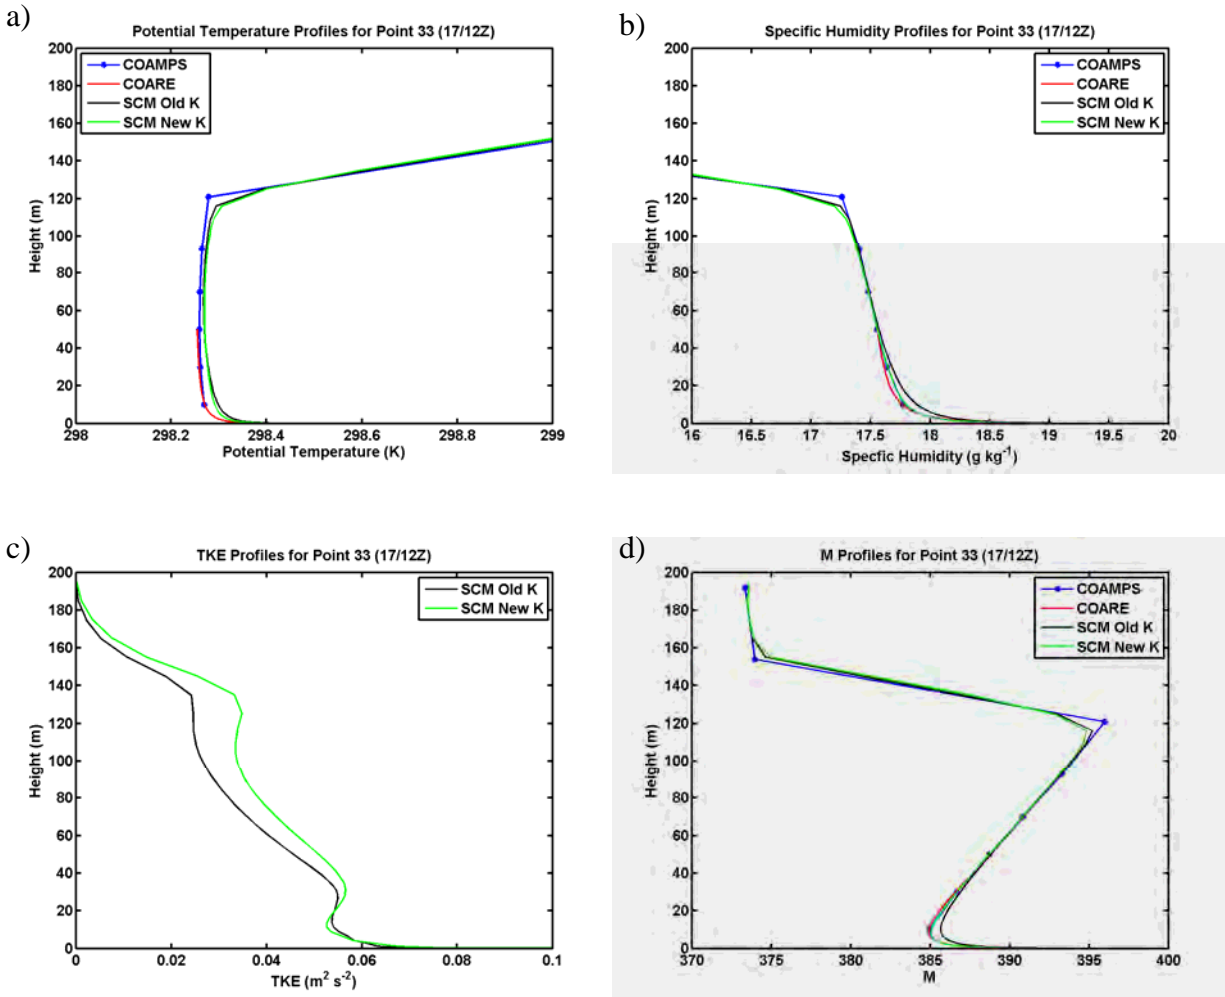 a)
Potential Temperature Profiles for Point 33 (17/12Z)
200
180
160
140
120
100
80
60
40
20
0
Height (m)
COAMPS
COARE
SCM Old K
SCM New K
298
298.2
298.4
298.6
298.8
299
Potential Temperature (K)
b)
Specific Humidity Profiles for Point 33 (17/12Z)
200
180
160
140
120
100
80
60
40
20
0
Height (m)
COAMPS
COARE
SCM Old K
SCM New K
16
16.5
17
17.5
18
18.5
19
19.5
20
Specfic Humidity (g kg⁻¹)
c)
TKE Profiles for Point 33 (17/12Z)
200
180
160
140
120
100
80
60
40
20
0
Height (m)
SCM Old K
SCM New K
0
0.02
0.04
0.06
0.08
0.1
TKE (m² s⁻²)
d)
M Profiles for Point 33 (17/12Z)
200
180
160
140
120
100
80
60
40
20
0
Height (m)
COAMPS
COARE
SCM Old K
SCM New K
370
375
380
385
390
395
400
M